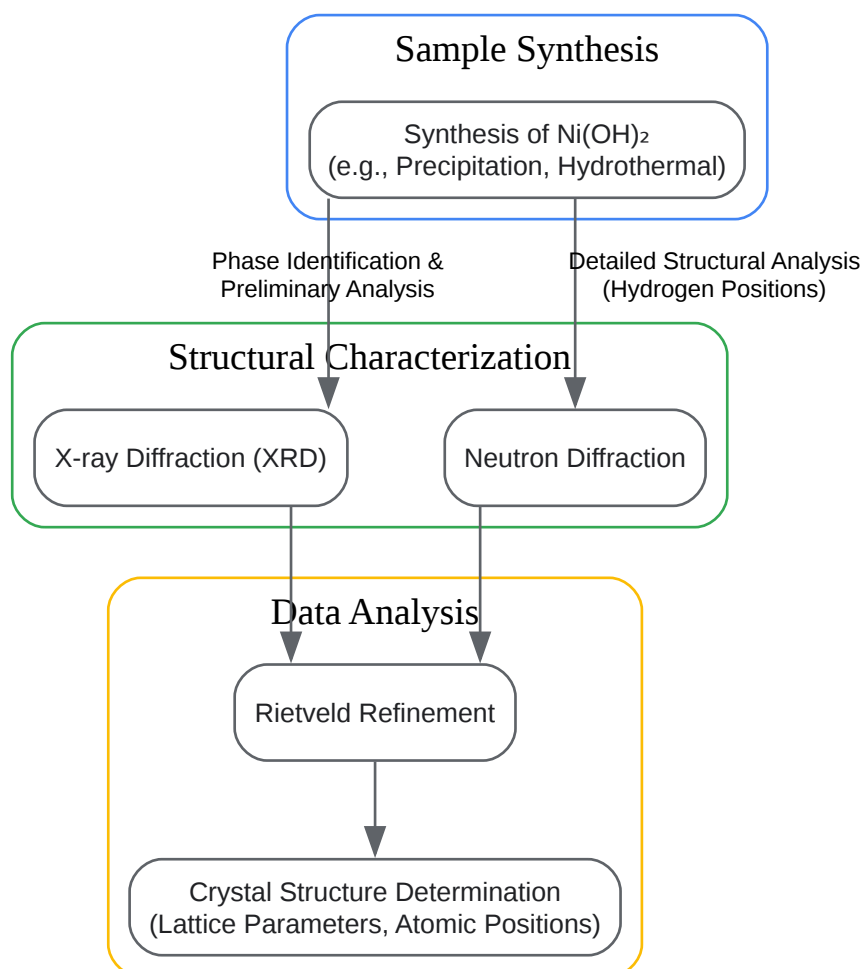 Sample Synthesis
Synthesis of Ni(OH)₂
(e.g., Precipitation, Hydrothermal)
Phase Identification &
Preliminary Analysis
Detailed Structural Analysis
(Hydrogen Positions)
Structural Characterization
X-ray Diffraction (XRD)
Neutron Diffraction
Data Analysis
Rietveld Refinement
Crystal Structure Determination
(Lattice Parameters, Atomic Positions)